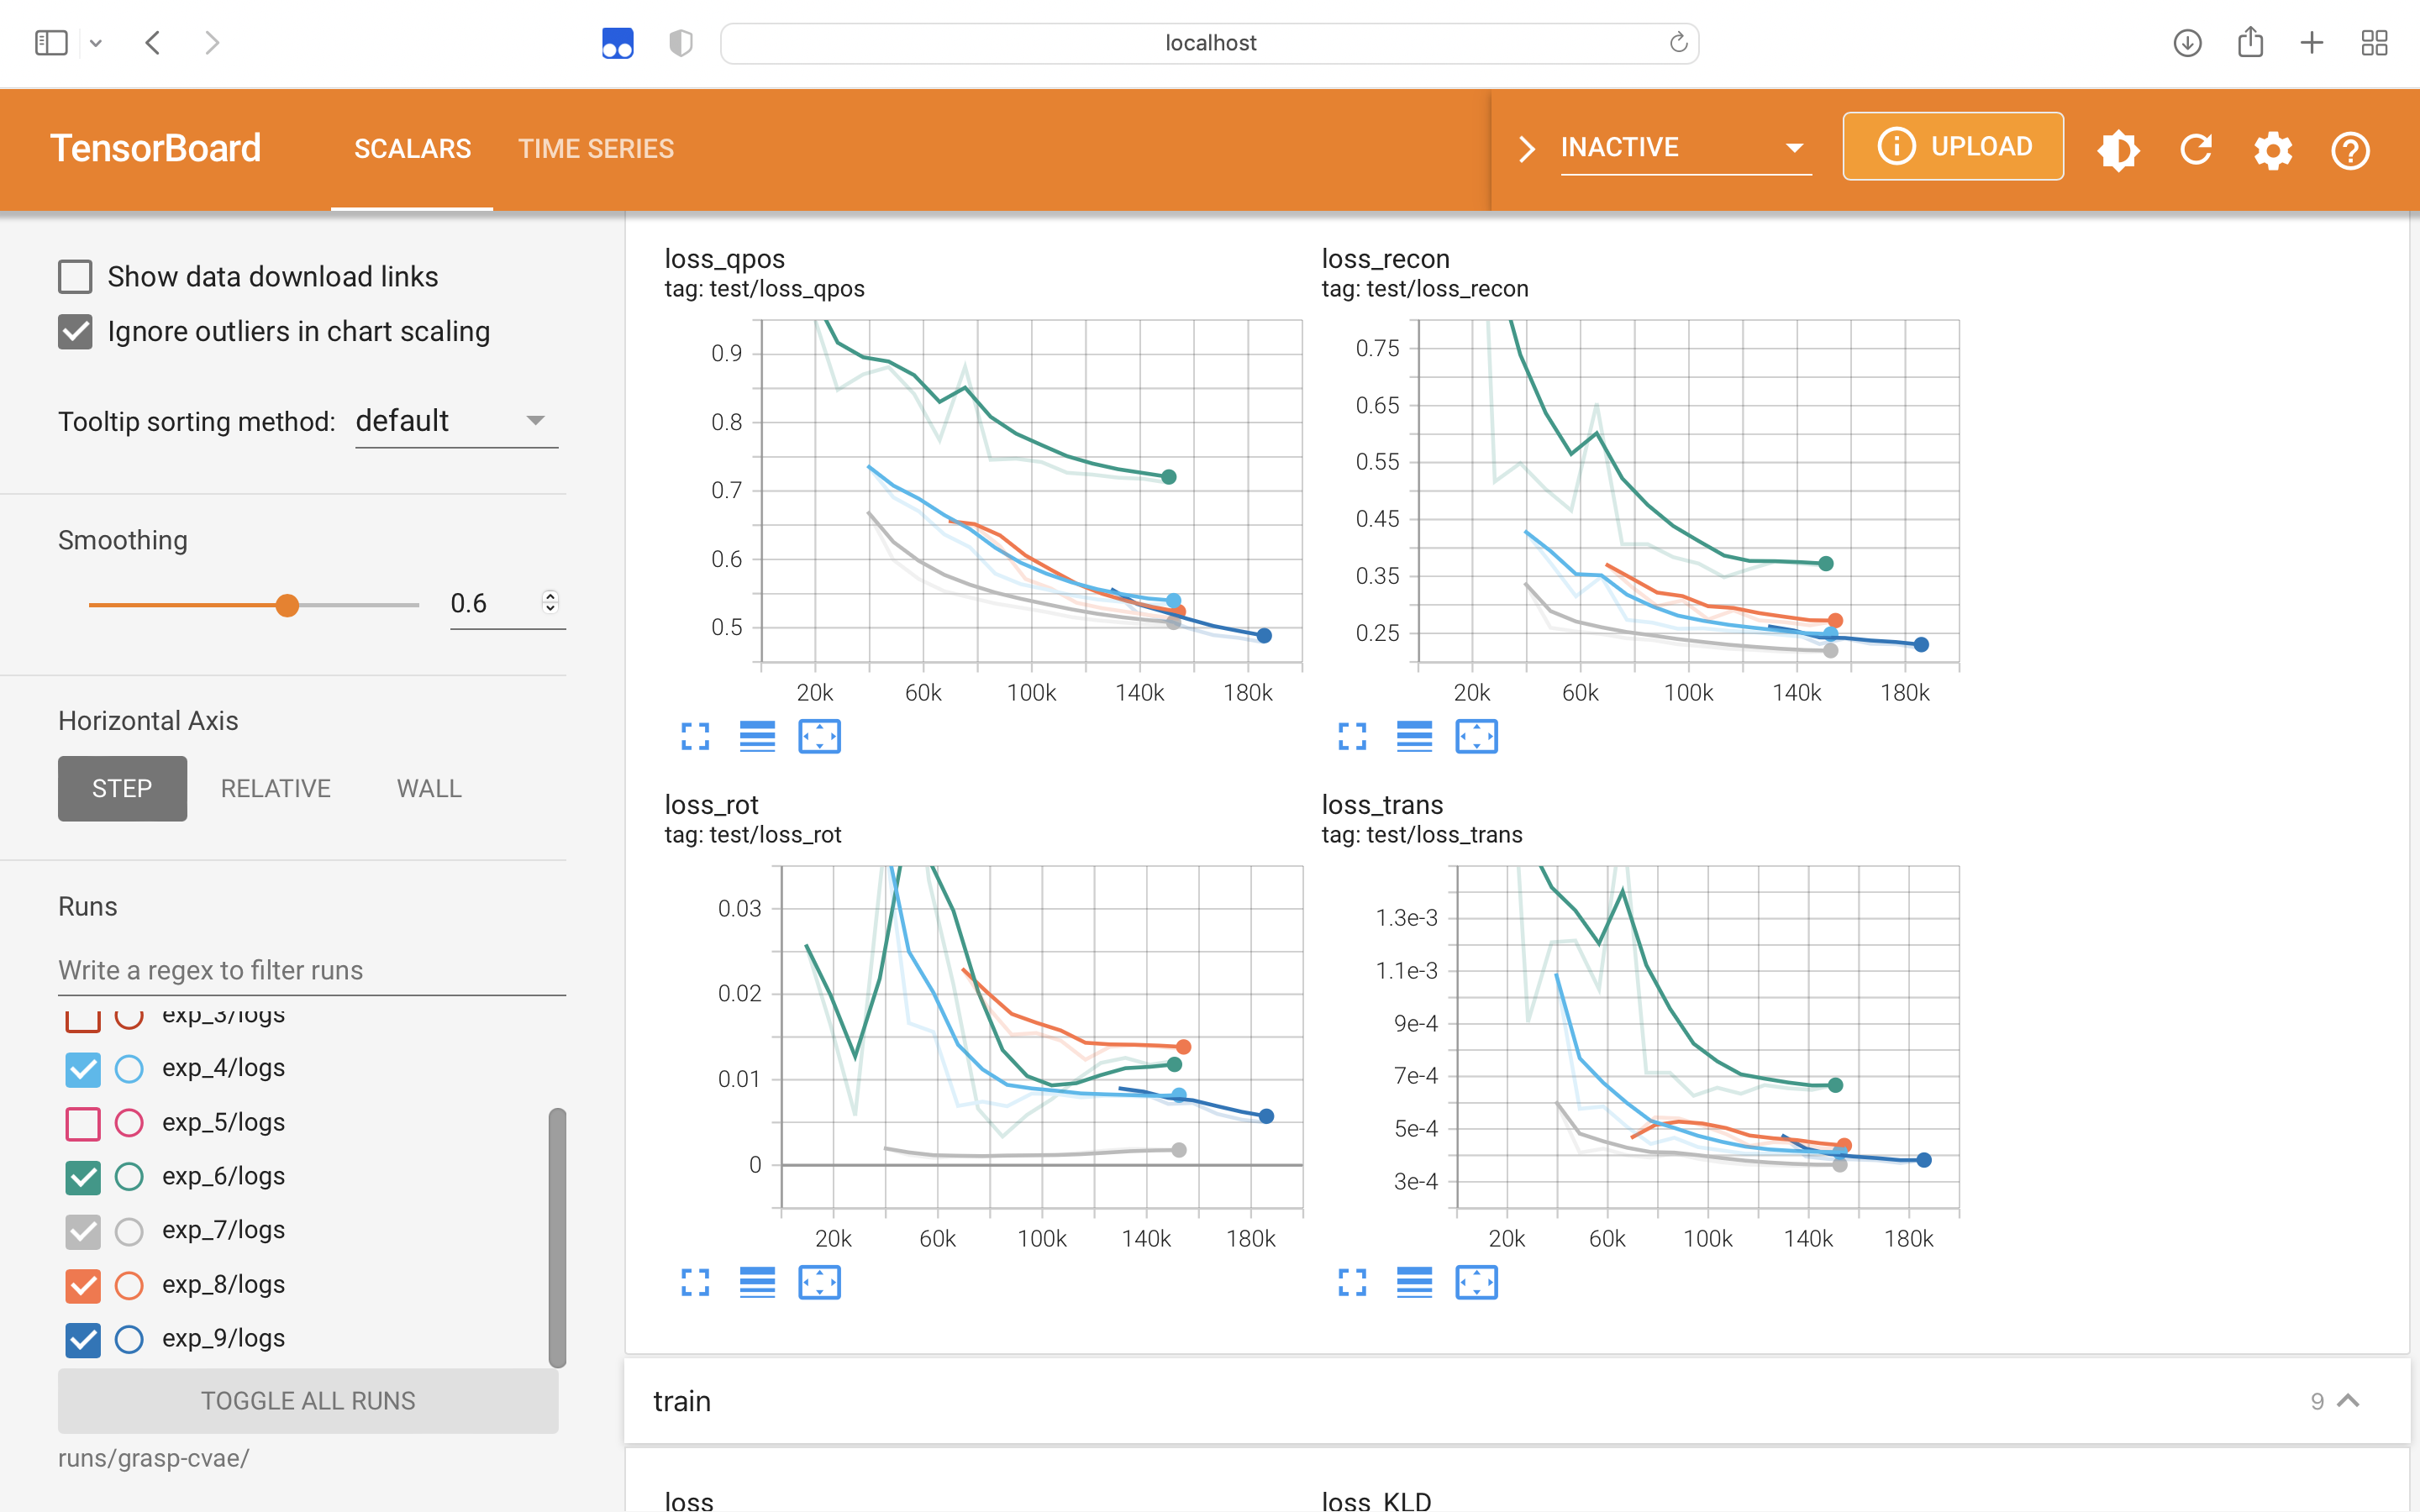 localhost
TensorBoard
SCALARS
TIME SERIES
INACTIVE
UPLOAD
Show data download links
Ignore outliers in chart scaling
Tooltip sorting method:
default
Smoothing
0.6
Horizontal Axis
STEP
RELATIVE
WALL
Runs
Write a regex to filter runs
exp_3/logs
exp_4/logs
exp_5/logs
exp_6/logs
exp_7/logs
exp_8/logs
exp_9/logs
TOGGLE ALL RUNS
runs/grasp-cvae/
loss_qpos
tag: test/loss_qpos
0.9
0.8
0.7
0.6
0.5
20k 60k 100k 140k 180k
loss_recon
tag: test/loss_recon
0.75
0.65
0.55
0.45
0.35
0.25
20k 60k 100k 140k 180k
loss_rot
tag: test/loss_rot
0.03
0.02
0.01
0
20k 60k 100k 140k 180k
loss_trans
tag: test/loss_trans
1.3e-3
1.1e-3
9e-4
7e-4
5e-4
3e-4
20k 60k 100k 140k 180k
train
9
loss
loss_KLD